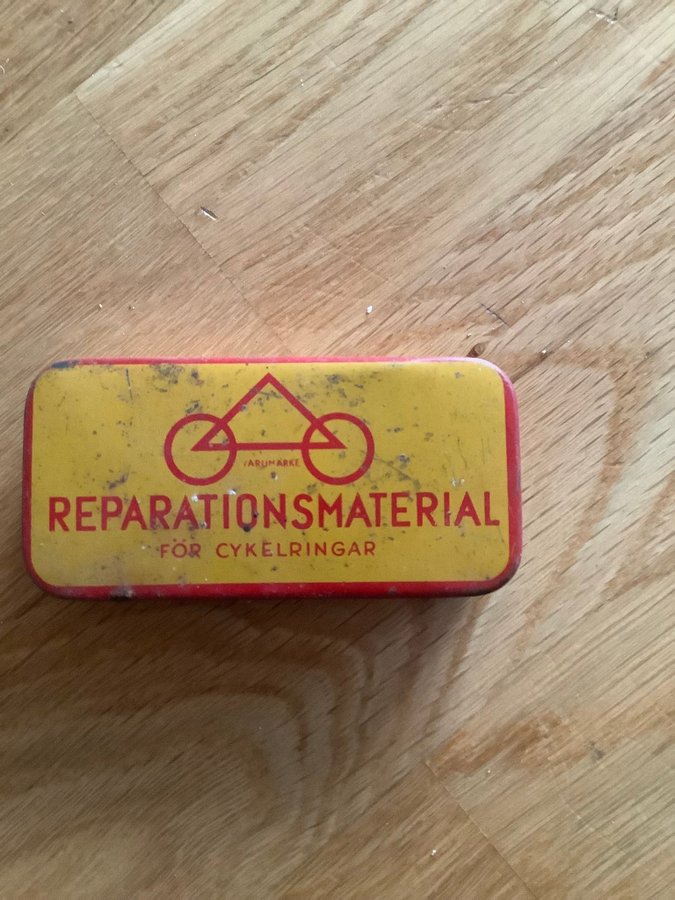 VARUMÄRKE
REPARATIONSMATERIAL
FÖR CYKELRINGAR